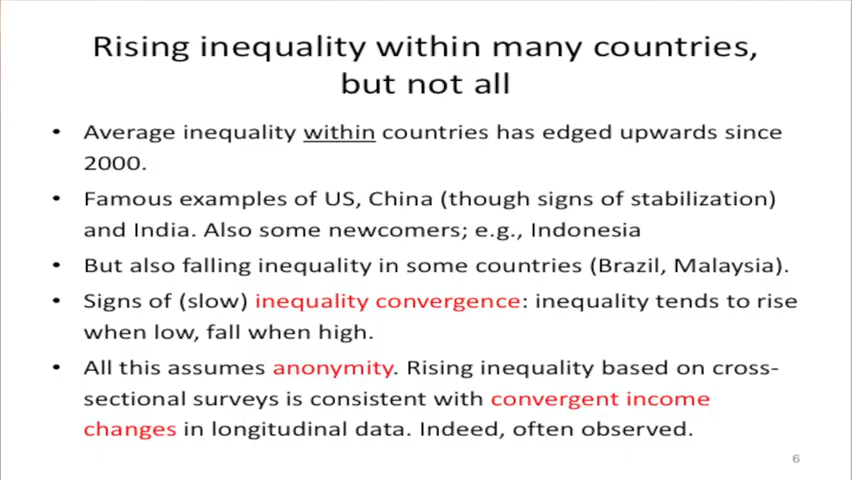 Rising inequality within many countries,
but not all
• Average inequality within countries has edged upwards since
2000.
• Famous examples of US, China (though signs of stabilization)
and India. Also some newcomers; e.g., Indonesia
• But also falling inequality in some countries (Brazil, Malaysia).
• Signs of (slow) inequality convergence: inequality tends to rise
when low, fall when high.
• All this assumes anonymity. Rising inequality based on cross-
sectional surveys is consistent with convergent income
changes in longitudinal data. Indeed, often observed.
6